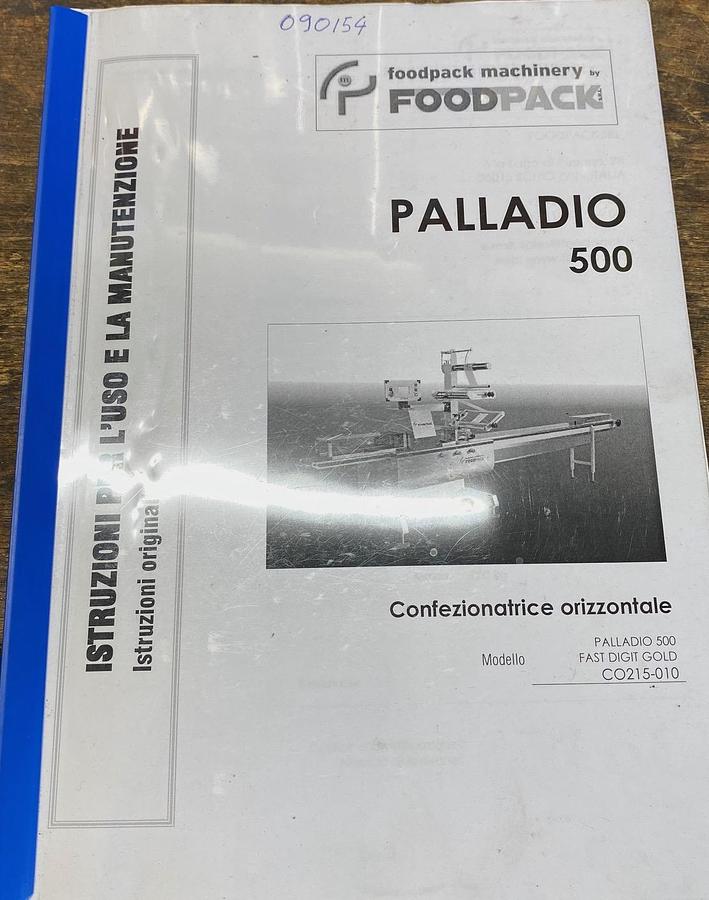 090154
foodpack machinery by
FOODPACK
PALLADIO
500
ISTRUZIONI PER L'USO E LA MANUTENZIONE
Istruzioni original
Confezionatrice orizzontale
Modello
PALLADIO 500
FAST DIGIT GOLD
CO215-010